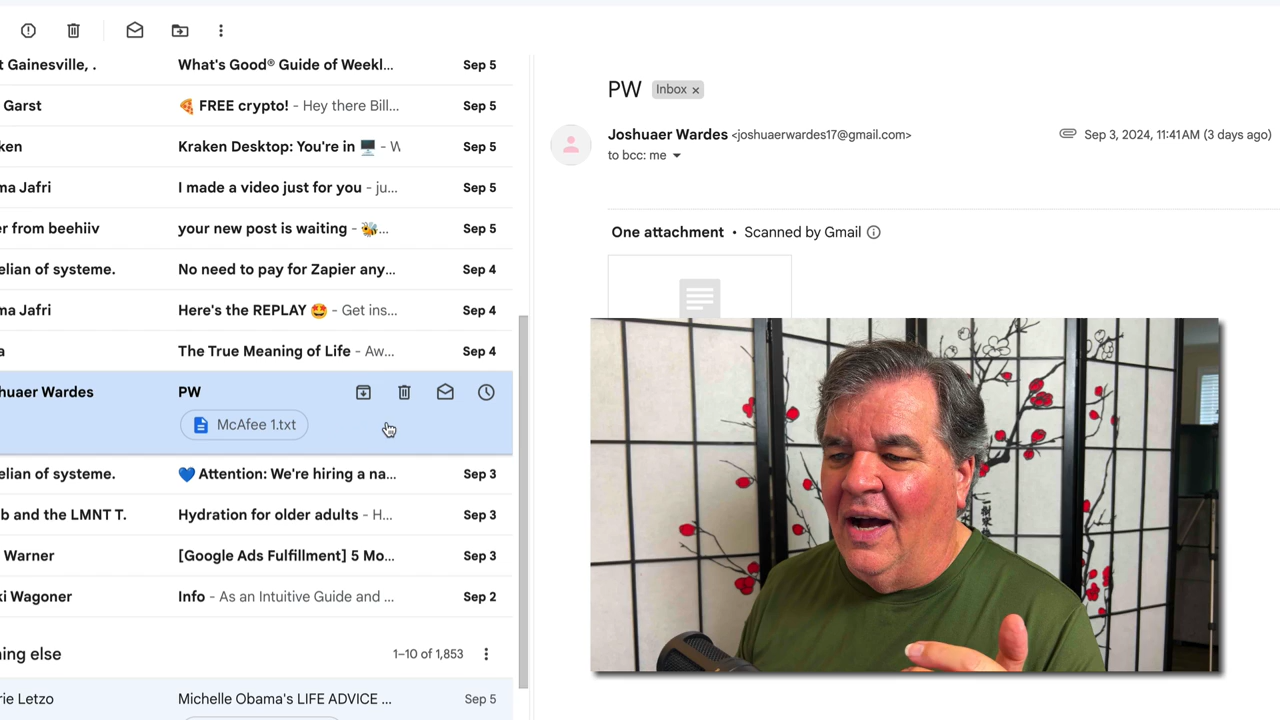 t Gainesville, . What's Good® Guide of Weekl... Sep 5
Garst 🍕 FREE crypto! - Hey there Bill... Sep 5
ken Kraken Desktop: You're in 🖥️ - W Sep 5
ma Jafri I made a video just for you - ju... Sep 5
er from beehiiv your new post is waiting - 🐝... Sep 5
elian of systeme. No need to pay for Zapier any... Sep 4
ma Jafri Here's the REPLAY 🤩 - Get ins... Sep 4
a The True Meaning of Life - Aw... Sep 4
huaer Wardes PW
McAfee 1.txt
elian of systeme. 💙 Attention: We're hiring a na... Sep 3
b and the LMNT T. Hydration for older adults - H... Sep 3
Warner [Google Ads Fulfillment] 5 Mo... Sep 3
ki Wagoner Info - As an Intuitive Guide and ... Sep 2
ning else 1–10 of 1,853
rie Letzo Michelle Obama's LIFE ADVICE ... Sep 5
PW Inbox ×
Joshuaer Wardes <joshuaerwardes17@gmail.com> Sep 3, 2024, 11:41 AM (3 days ago)
to bcc: me
One attachment • Scanned by Gmail